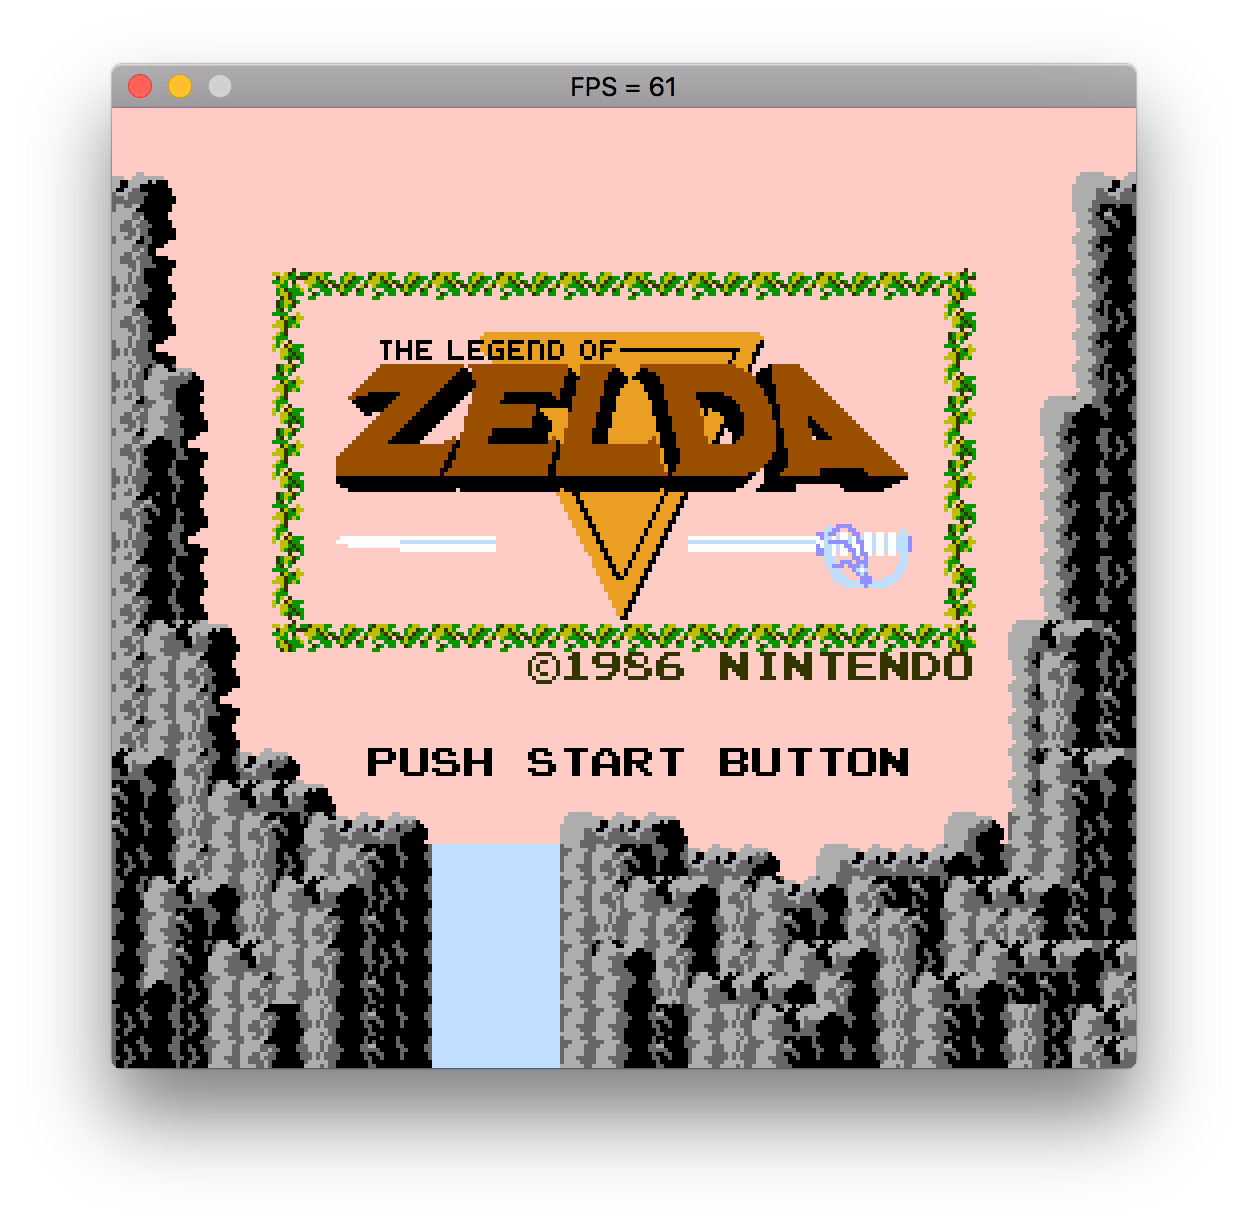 FPS = 61
THE LEGEND OF
ZELDA
©1986 NINTENDO
PUSH START BUTTON